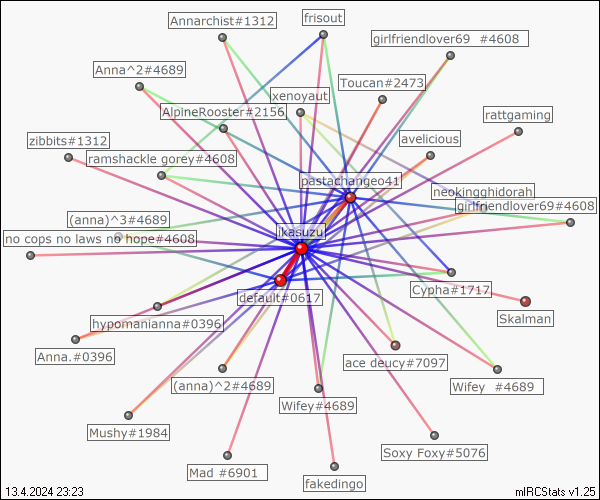 frisout
Annarchist#1312
girlfriendlover69 #4608
Anna^2#4689
Toucan#2473
xenoyaut
AlpineRooster#2156
rattgaming
zibbits#1312
avelicious
ramshackle gorey#4608
pastachangeo41
neokingghidorah
girlfriendlover69#4608
(anna)^3#4689
ikasuzu
no cops no laws no hope#4608
Cypha#1717
default#0617
Skalman
hypomanianna#0396
Anna.#0396
ace deucy#7097
(anna)^2#4689
Wifey #4689
Wifey#4689
Mushy#1984
Soxy Foxy#5076
Mad #6901
fakedingo
13.4.2024 23:23
mIRCStats v1.25